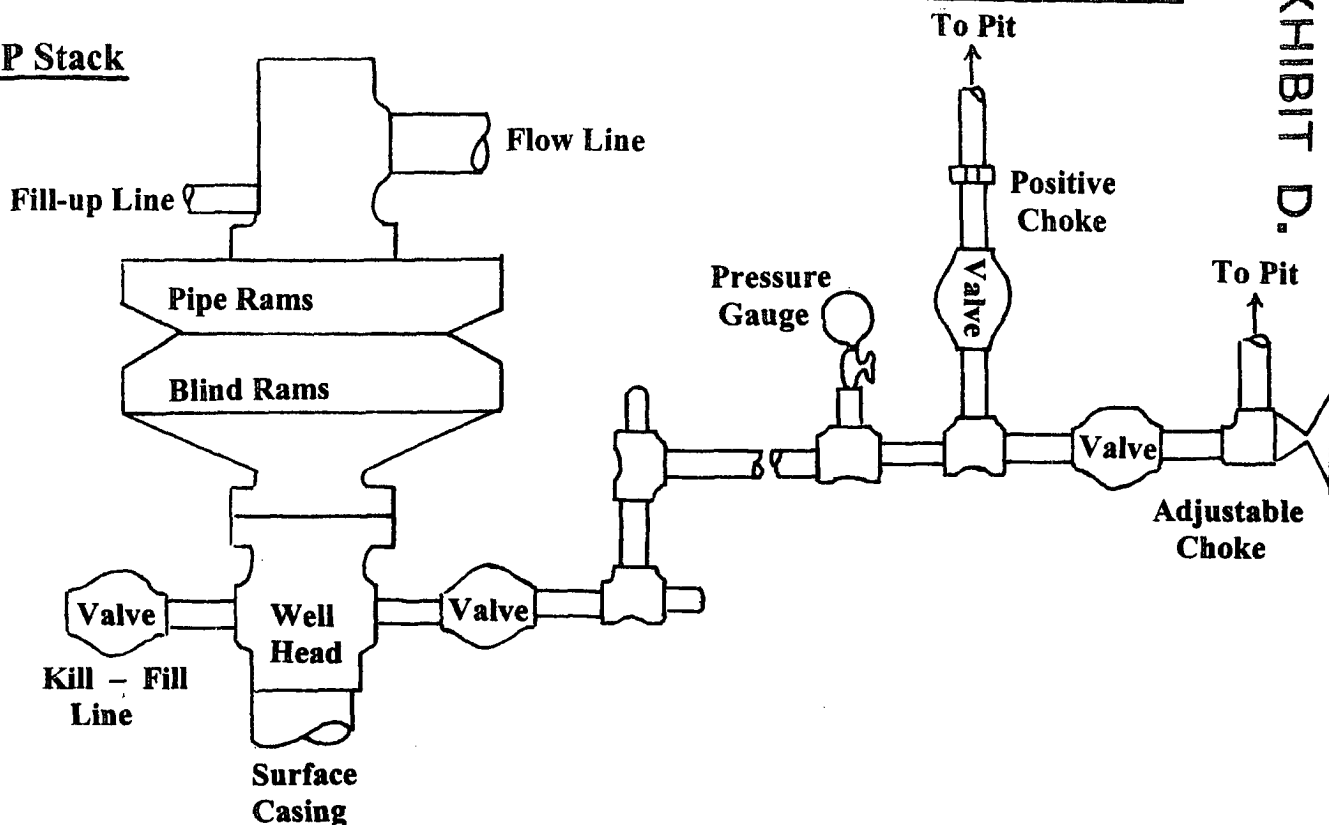 P Stack
To Pit
XHIBIT D.
Flow Line
Fill-up Line
Positive
Choke
Pipe Rams
Pressure
Gauge
Valve
To Pit
Blind Rams
Valve
Adjustable
Choke
Valve
Well
Head
Valve
Kill – Fill
Line
Surface
Casing